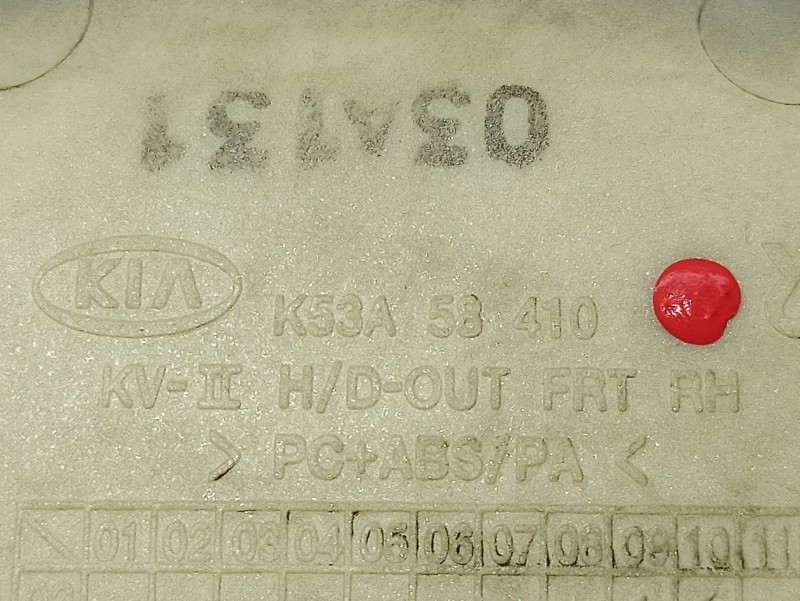 03A131
KIA K53A 58 410
KV-II H/D-OUT FRT RH
> PC+ABS/PA <
01 02 03 04 05 06 07 08 09 10 11